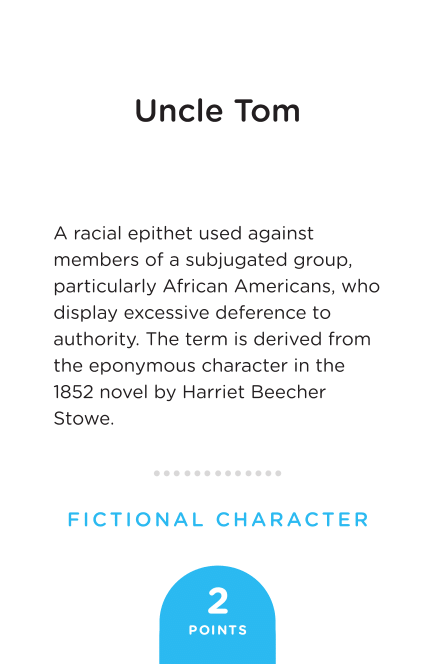 Uncle Tom
A racial epithet used against
members of a subjugated group,
particularly African Americans, who
display excessive deference to
authority. The term is derived from
the eponymous character in the
1852 novel by Harriet Beecher
Stowe.
FICTIONAL CHARACTER
2
POINTS